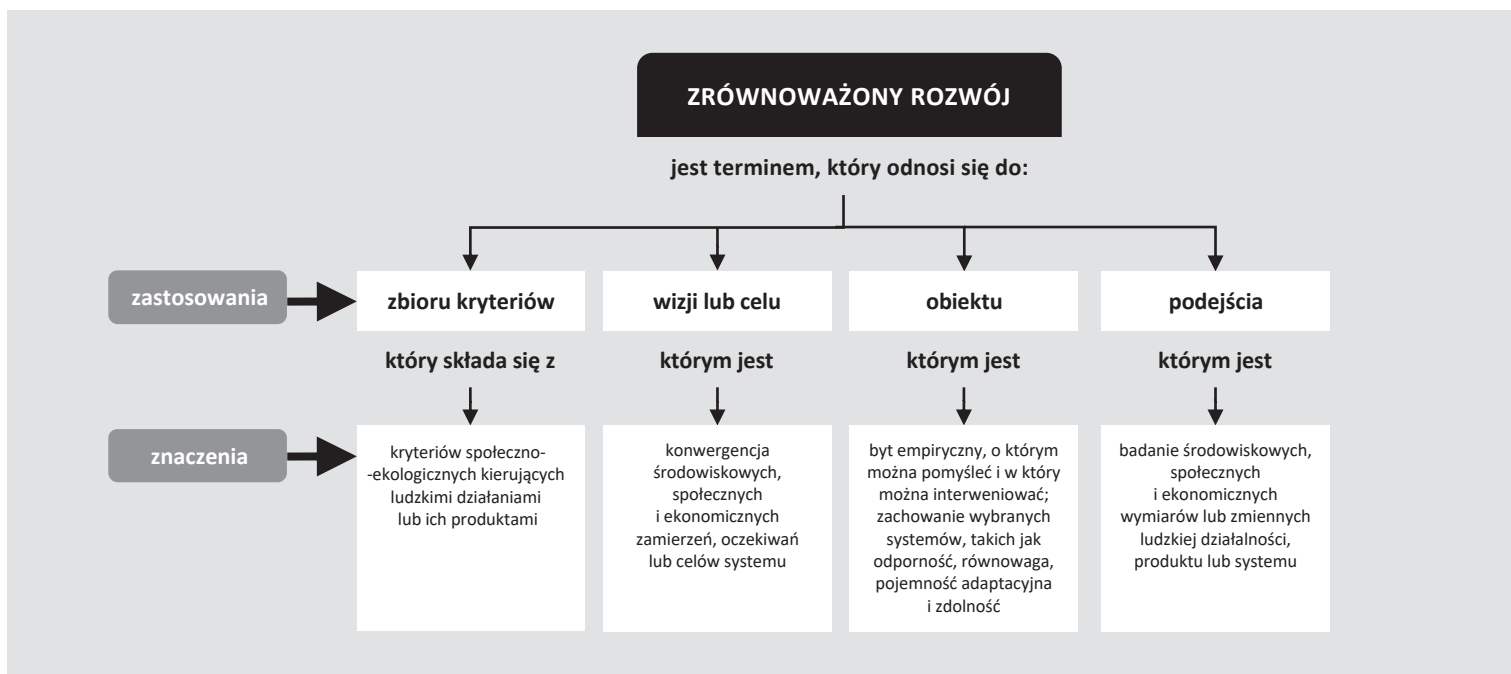 ZRÓWNOWAŻONY ROZWÓJ
jest terminem, który odnosi się do:
zastosowania
zbioru kryteriów
wizji lub celu
obiektu
podejścia
który składa się z
którym jest
którym jest
którym jest
znaczenia
kryteriów społeczno-
-ekologicznych kierujących
ludzkimi działaniami
lub ich produktami
konwergencja
środowiskowych,
społecznych
i ekonomicznych
zamierzeń, oczekiwań
lub celów systemu
byt empiryczny, o którym
można pomyśleć i w który
można interweniować;
zachowanie wybranych
systemów, takich jak
odporność, równowaga,
pojemność adaptacyjna
i zdolność
badanie środowiskowych,
społecznych
i ekonomicznych
wymiarów lub zmiennych
ludzkiej działalności,
produktu lub systemu